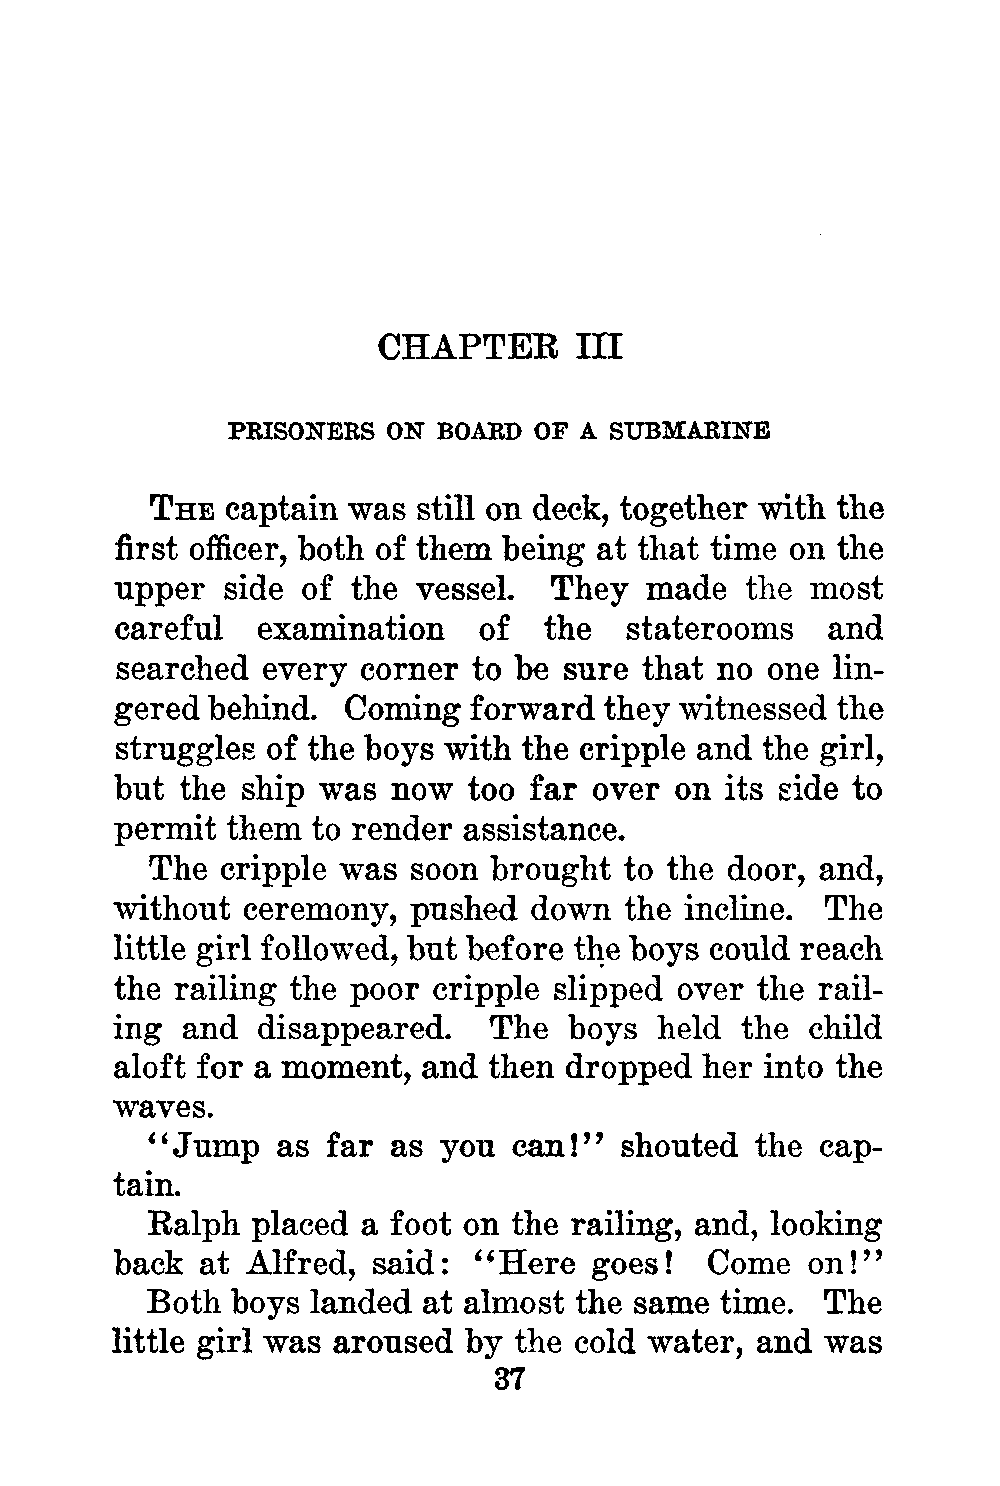 CHAPTER III
PRISONERS ON BOARD OF A SUBMARINE
THE captain was still on deck, together with the
first officer, both of them being at that time on the
upper side of the vessel. They made the most
careful examination of the staterooms and
searched every corner to be sure that no one lin-
gered behind. Coming forward they witnessed the
struggles of the boys with the cripple and the girl,
but the ship was now too far over on its side to
permit them to render assistance.
The cripple was soon brought to the door, and,
without ceremony, pushed down the incline. The
little girl followed, but before the boys could reach
the railing the poor cripple slipped over the rail-
ing and disappeared. The boys held the child
aloft for a moment, and then dropped her into the
waves.
"Jump as far as you can!" shouted the cap-
tain.
Ralph placed a foot on the railing, and, looking
back at Alfred, said: "Here goes! Come on!"
Both boys landed at almost the same time. The
little girl was aroused by the cold water, and was
37